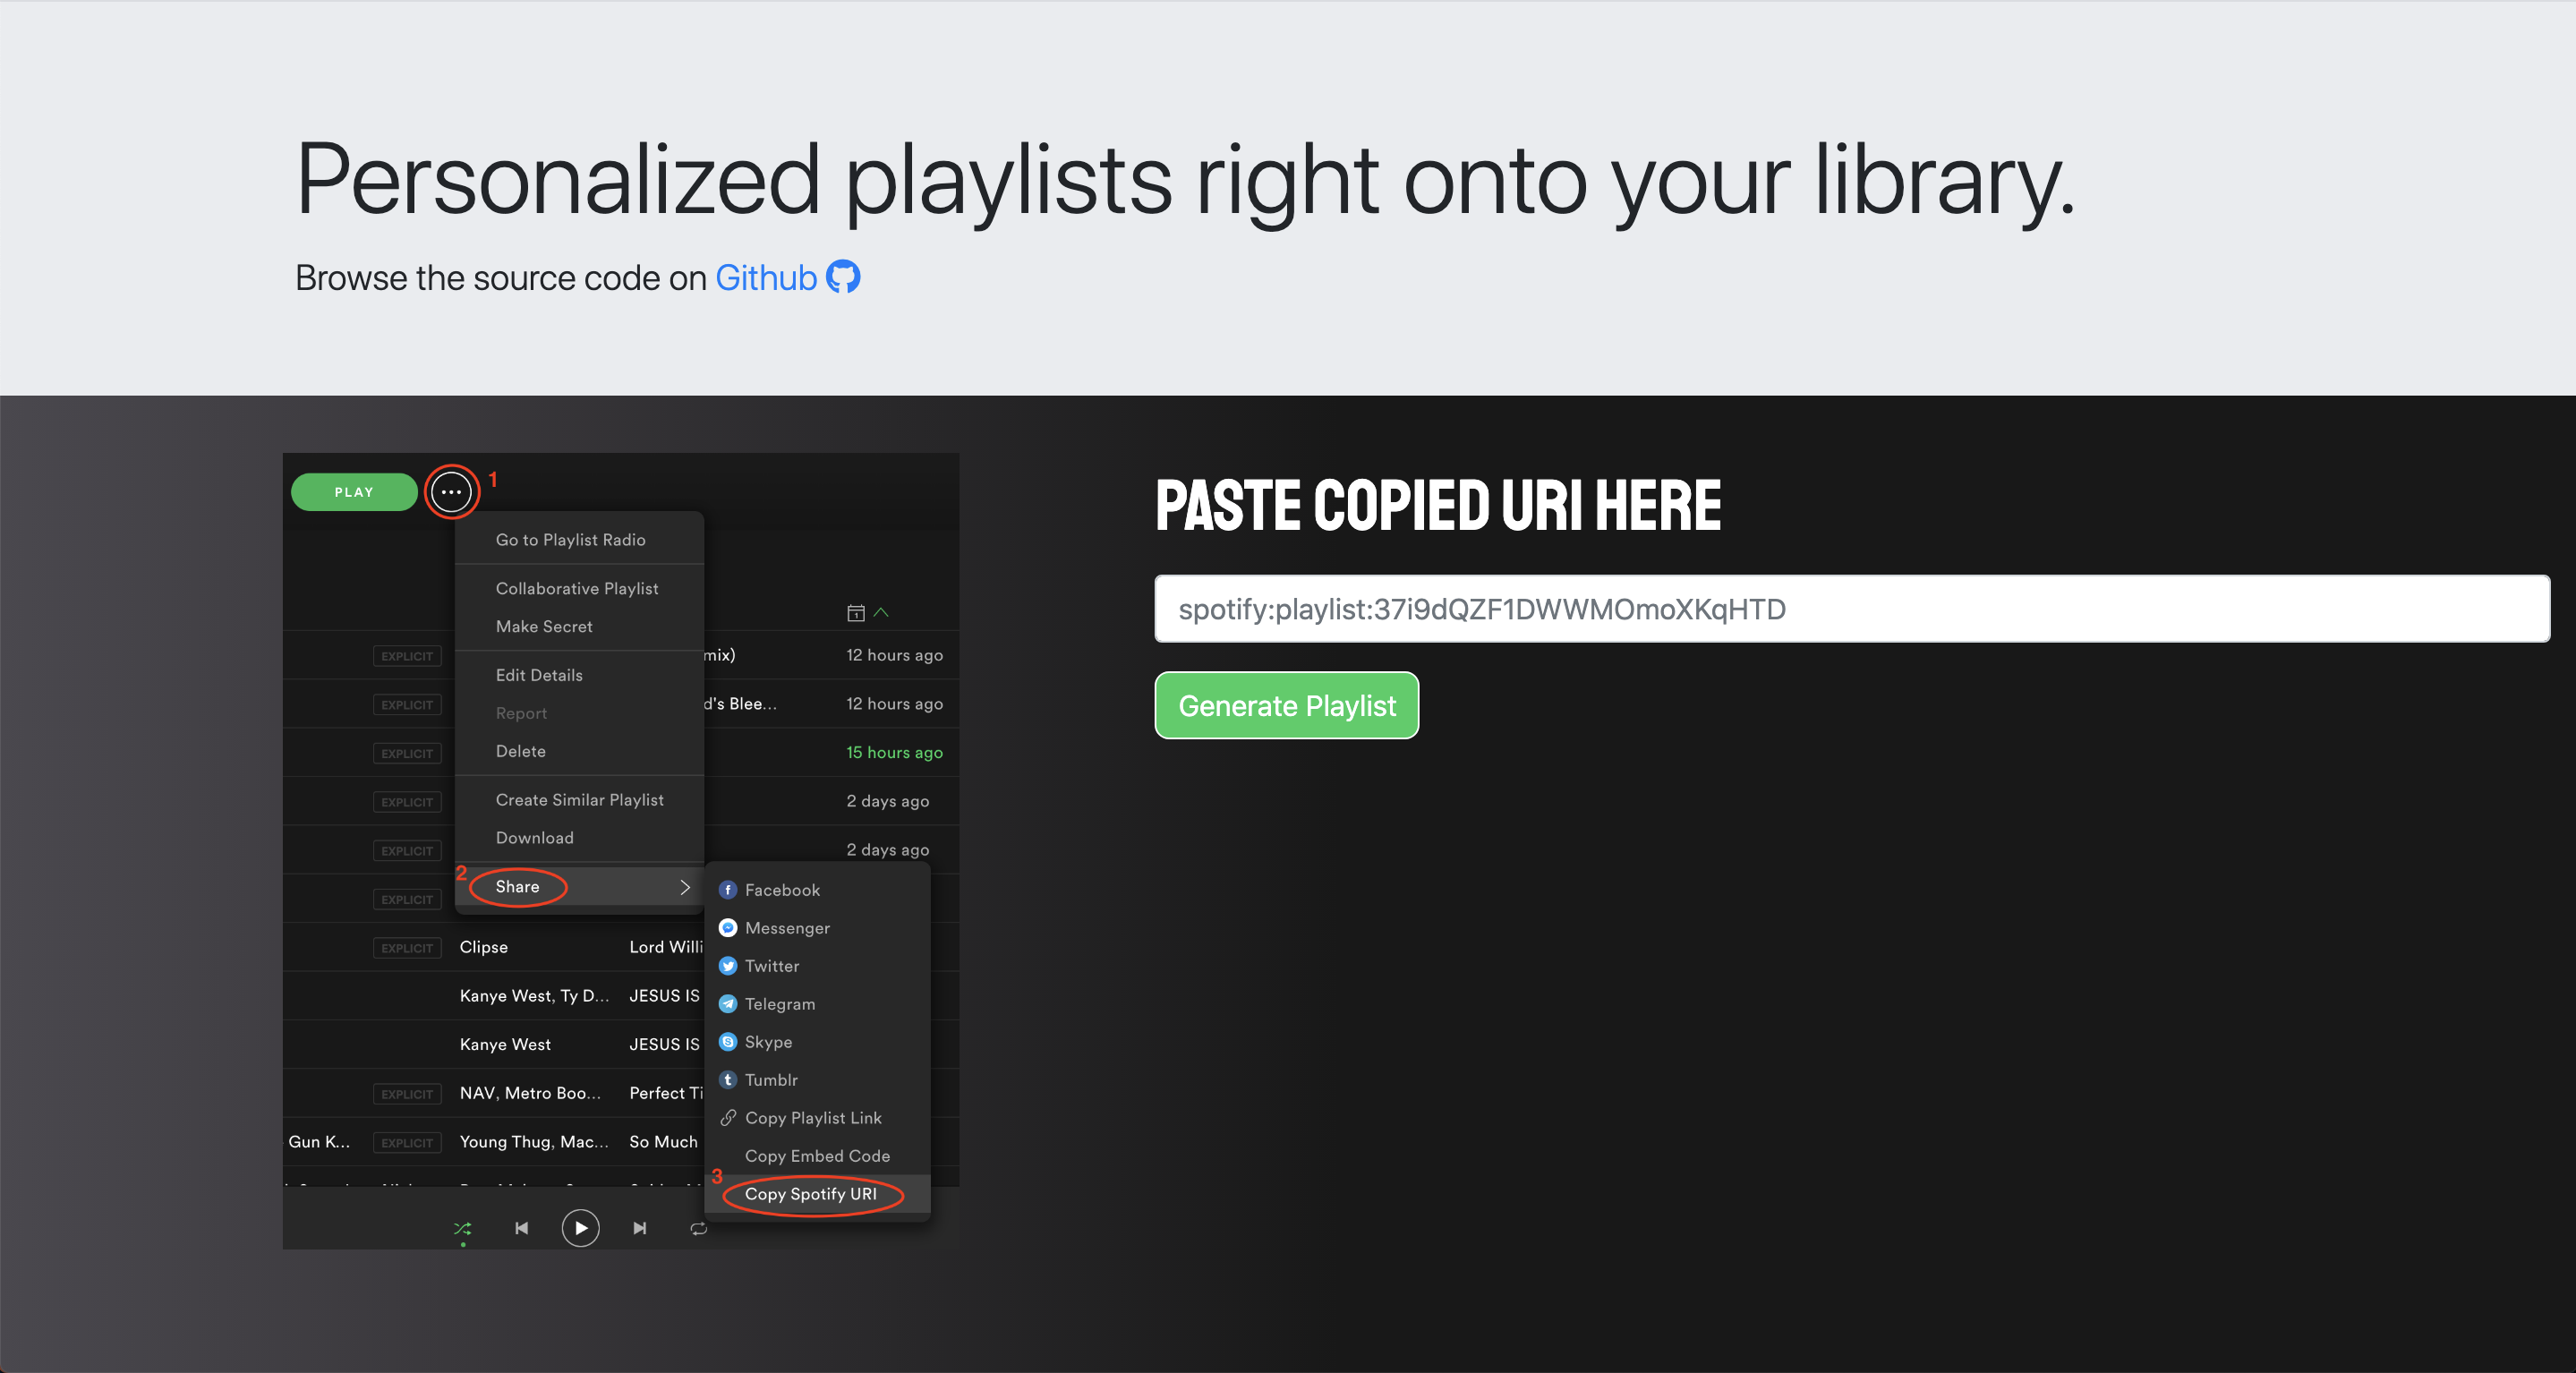 Personalized playlists right onto your library.
Browse the source code on Github
PLAY
1
Go to Playlist Radio
Collaborative Playlist
Make Secret
Edit Details
Report
Delete
Create Similar Playlist
Download
2
Share
EXPLICIT mix) 12 hours ago
EXPLICIT d's Blee... 12 hours ago
EXPLICIT 15 hours ago
EXPLICIT 2 days ago
EXPLICIT 2 days ago
EXPLICIT
EXPLICIT Clipse Lord Willi
Kanye West, Ty D... JESUS IS
Kanye West JESUS IS
EXPLICIT NAV, Metro Boo... Perfect Ti
Gun K... EXPLICIT Young Thug, Mac... So Much
Facebook
Messenger
Twitter
Telegram
Skype
Tumblr
Copy Playlist Link
Copy Embed Code
3
Copy Spotify URI
PASTE COPIED URI HERE
spotify:playlist:37i9dQZF1DWWMOmoXKqHTD
Generate Playlist